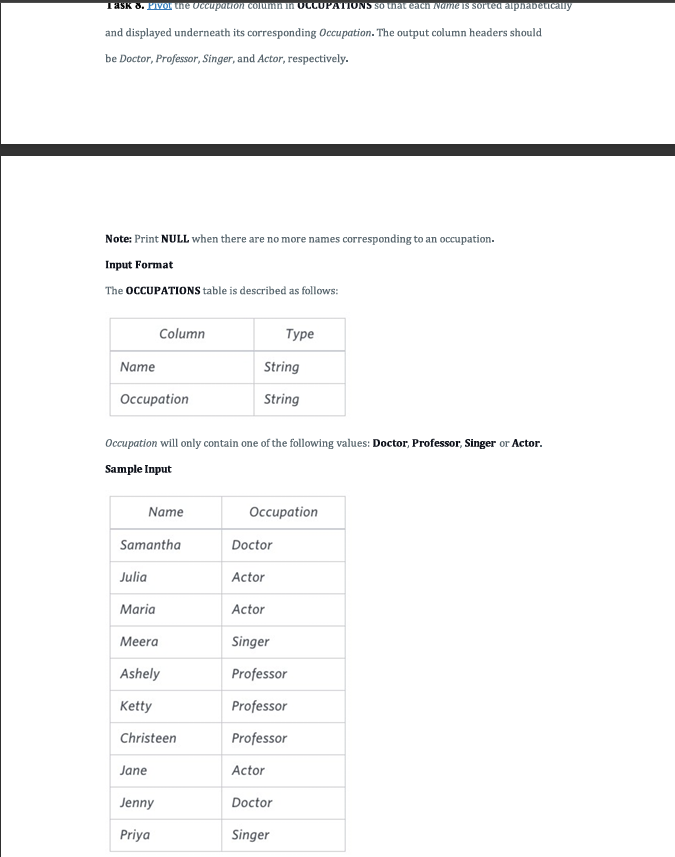 Task 8. Pivot the Occupation column in OCCUPATIONS so that each Name is sorted alphabetically
and displayed underneath its corresponding Occupation. The output column headers should
be Doctor, Professor, Singer, and Actor, respectively.
Note: Print NULL when there are no more names corresponding to an occupation.
Input Format
The OCCUPATIONS table is described as follows:
Column Type
Name String
Occupation String
Occupation will only contain one of the following values: Doctor, Professor, Singer or Actor.
Sample Input
Name Occupation
Samantha Doctor
Julia Actor
Maria Actor
Meera Singer
Ashely Professor
Ketty Professor
Christeen Professor
Jane Actor
Jenny Doctor
Priya Singer